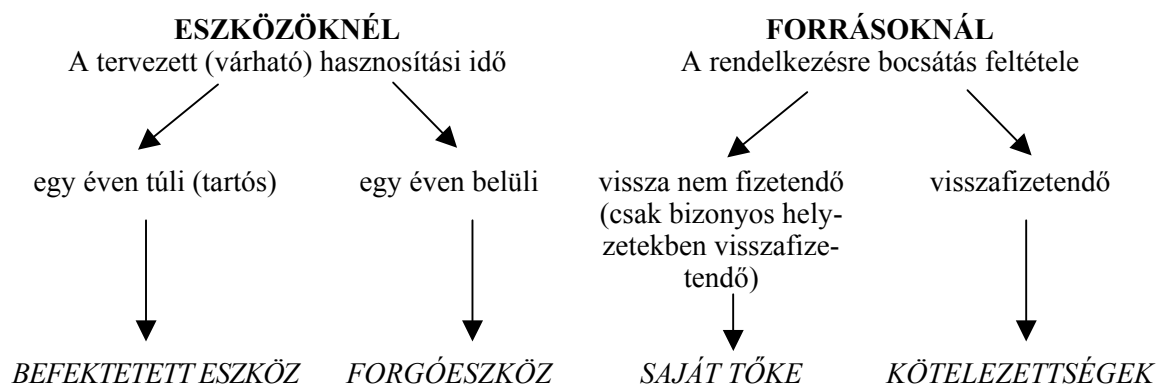 ESZKÖZÖKNÉL
A tervezett (várható) hasznosítási idő
egy éven túli (tartós)
egy éven belüli
BEFEKTETETT ESZKÖZ
FORGÓESZKÖZ
FORRÁSOKNÁL
A rendelkezésre bocsátás feltétele
vissza nem fizetendő
(csak bizonyos hely-
zetekben visszafize-
tendő)
visszafizetendő
SAJÁT TŐKE
KÖTELEZETTSÉGEK